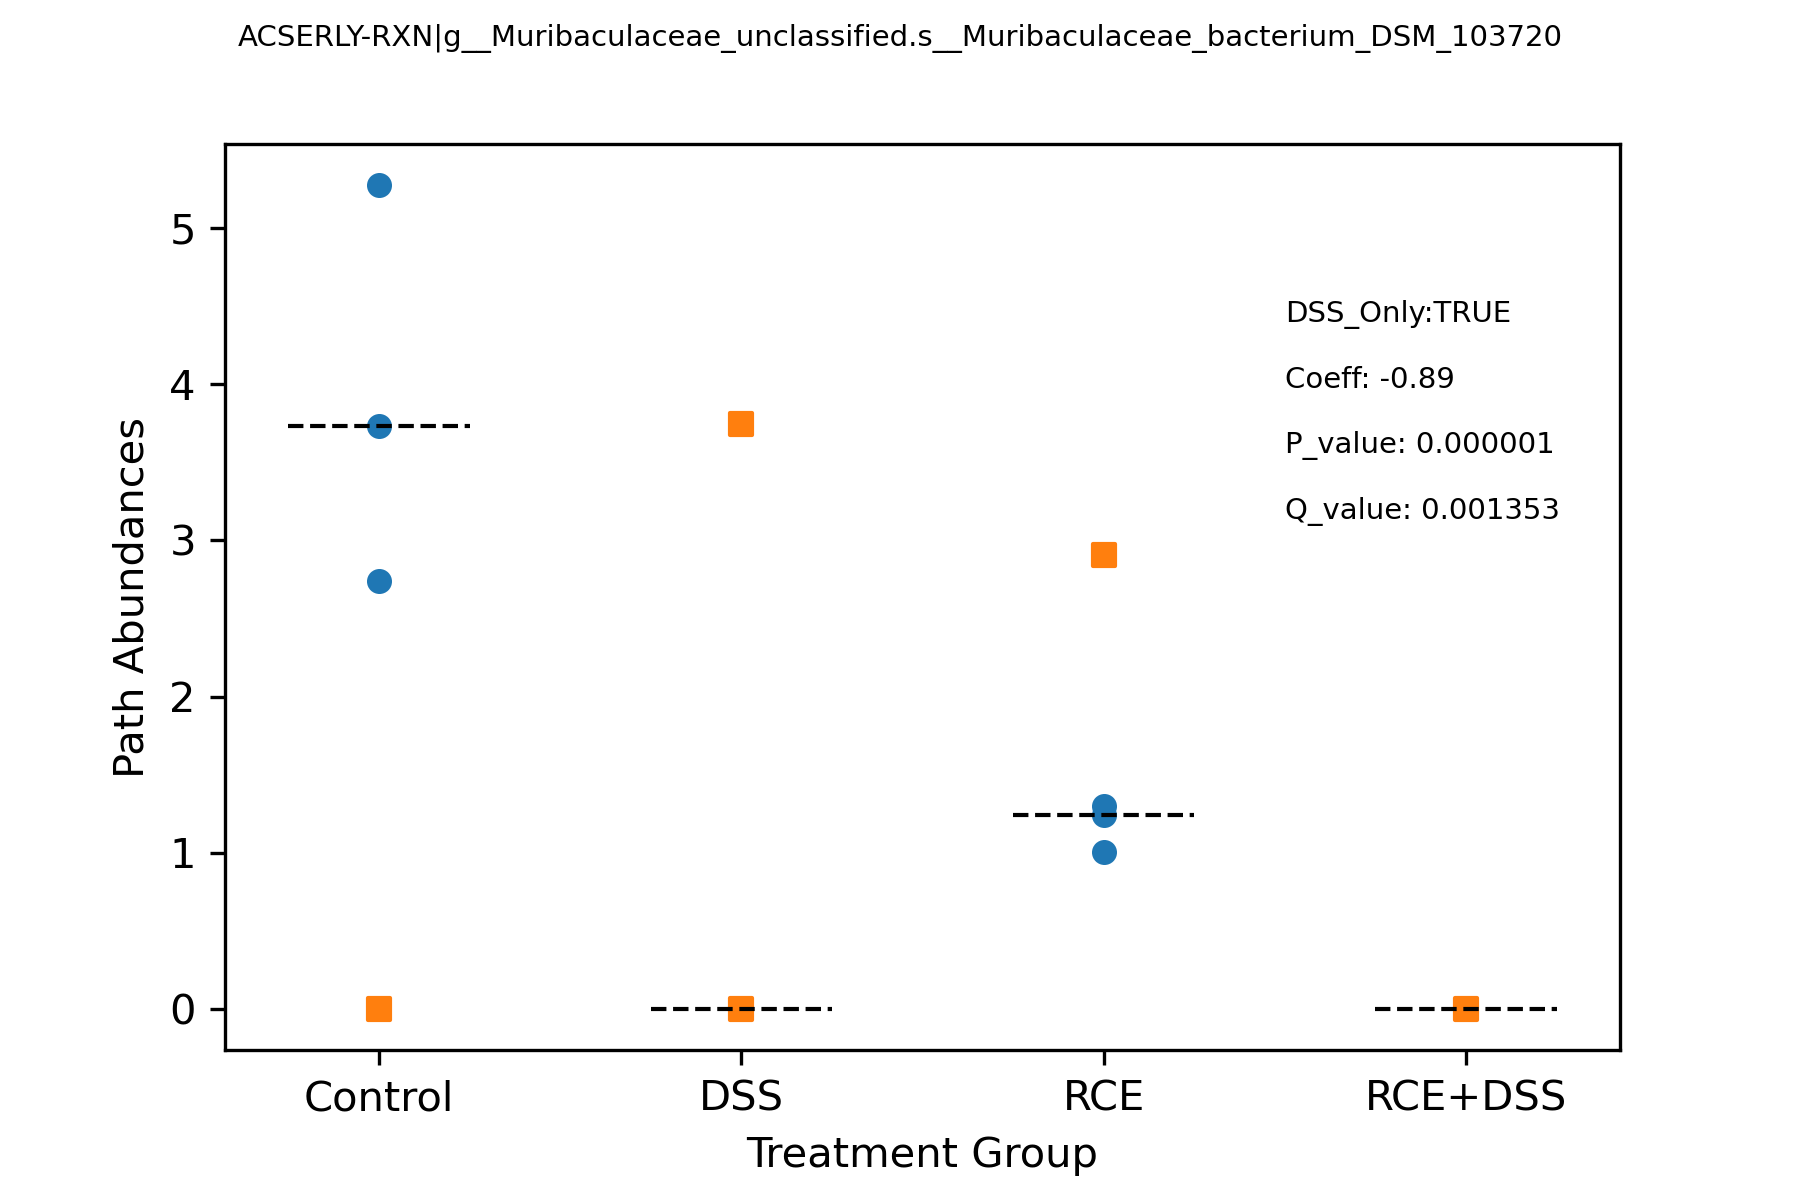 ACSERLY-RXN|g__Muribaculaceae_unclassified.s__Muribaculaceae_bacterium_DSM_103720
5
4
3
2
1
0
Path Abundances
DSS_Only:TRUE
Coeff: -0.89
P_value: 0.000001
Q_value: 0.001353
Control
DSS
RCE
RCE+DSS
Treatment Group